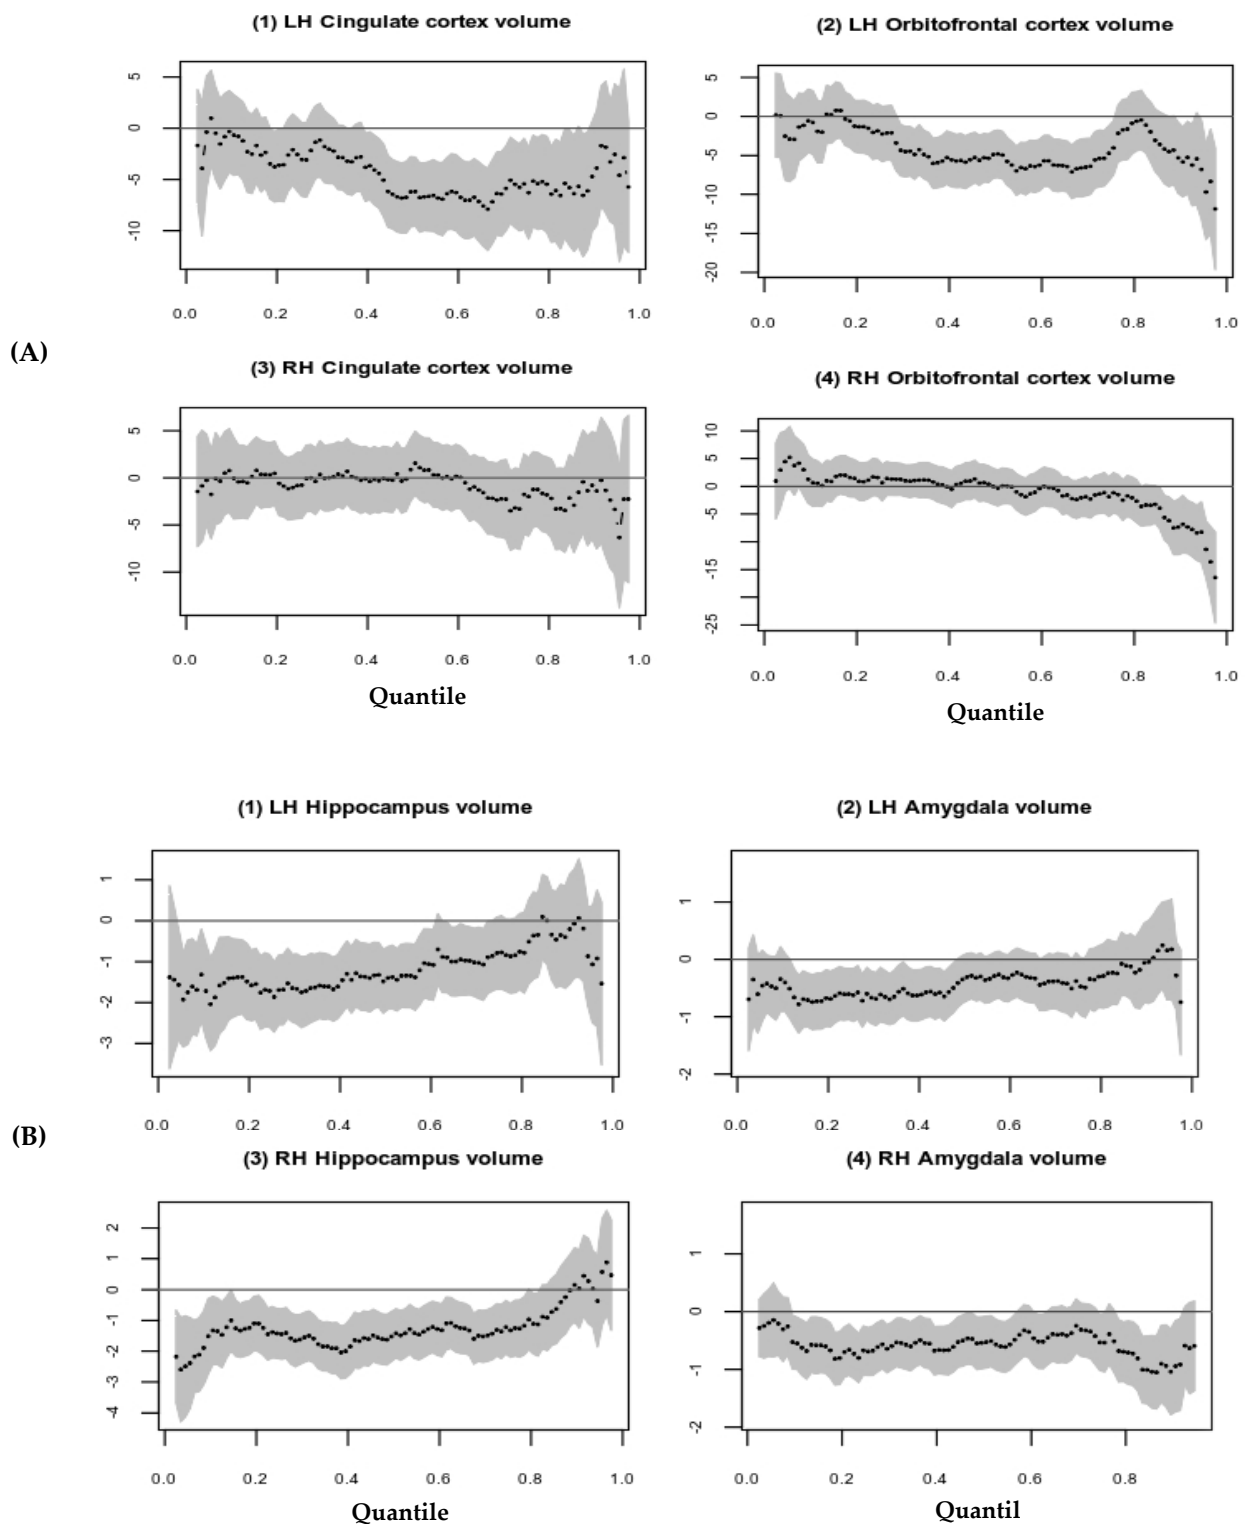 (1) LH Cingulate cortex volume
5
0
-5
-10
0.0 0.2 0.4 0.6 0.8 1.0
(2) LH Orbitofrontal cortex volume
5
0
-5
-10
-15
-20
0.0 0.2 0.4 0.6 0.8 1.0
(A)
(3) RH Cingulate cortex volume
5
0
-5
-10
0.0 0.2 0.4 0.6 0.8 1.0
Quantile
(4) RH Orbitofrontal cortex volume
10
5
0
-5
-15
-25
0.0 0.2 0.4 0.6 0.8 1.0
Quantile
(1) LH Hippocampus volume
1
0
-1
-2
-3
0.0 0.2 0.4 0.6 0.8 1.0
(2) LH Amygdala volume
1
0
-1
-2
0.0 0.2 0.4 0.6 0.8 1.0
(B)
(3) RH Hippocampus volume
2
1
0
-1
-2
-3
-4
0.0 0.2 0.4 0.6 0.8 1.0
Quantile
(4) RH Amygdala volume
1
0
-1
-2
0.0 0.2 0.4 0.6 0.8
Quantil